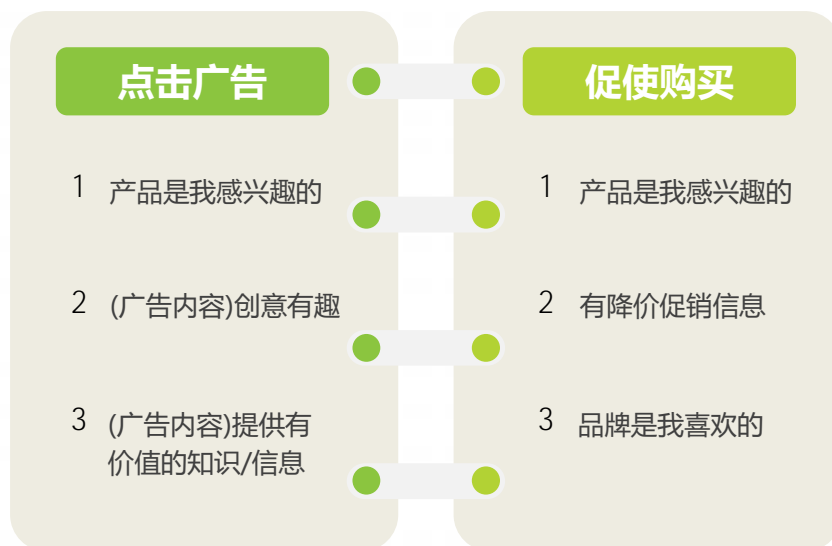 点击广告
1 产品是我感兴趣的
2 (广告内容)创意有趣
3 (广告内容)提供有
价值的知识/信息
促使购买
1 产品是我感兴趣的
2 有降价促销信息
3 品牌是我喜欢的